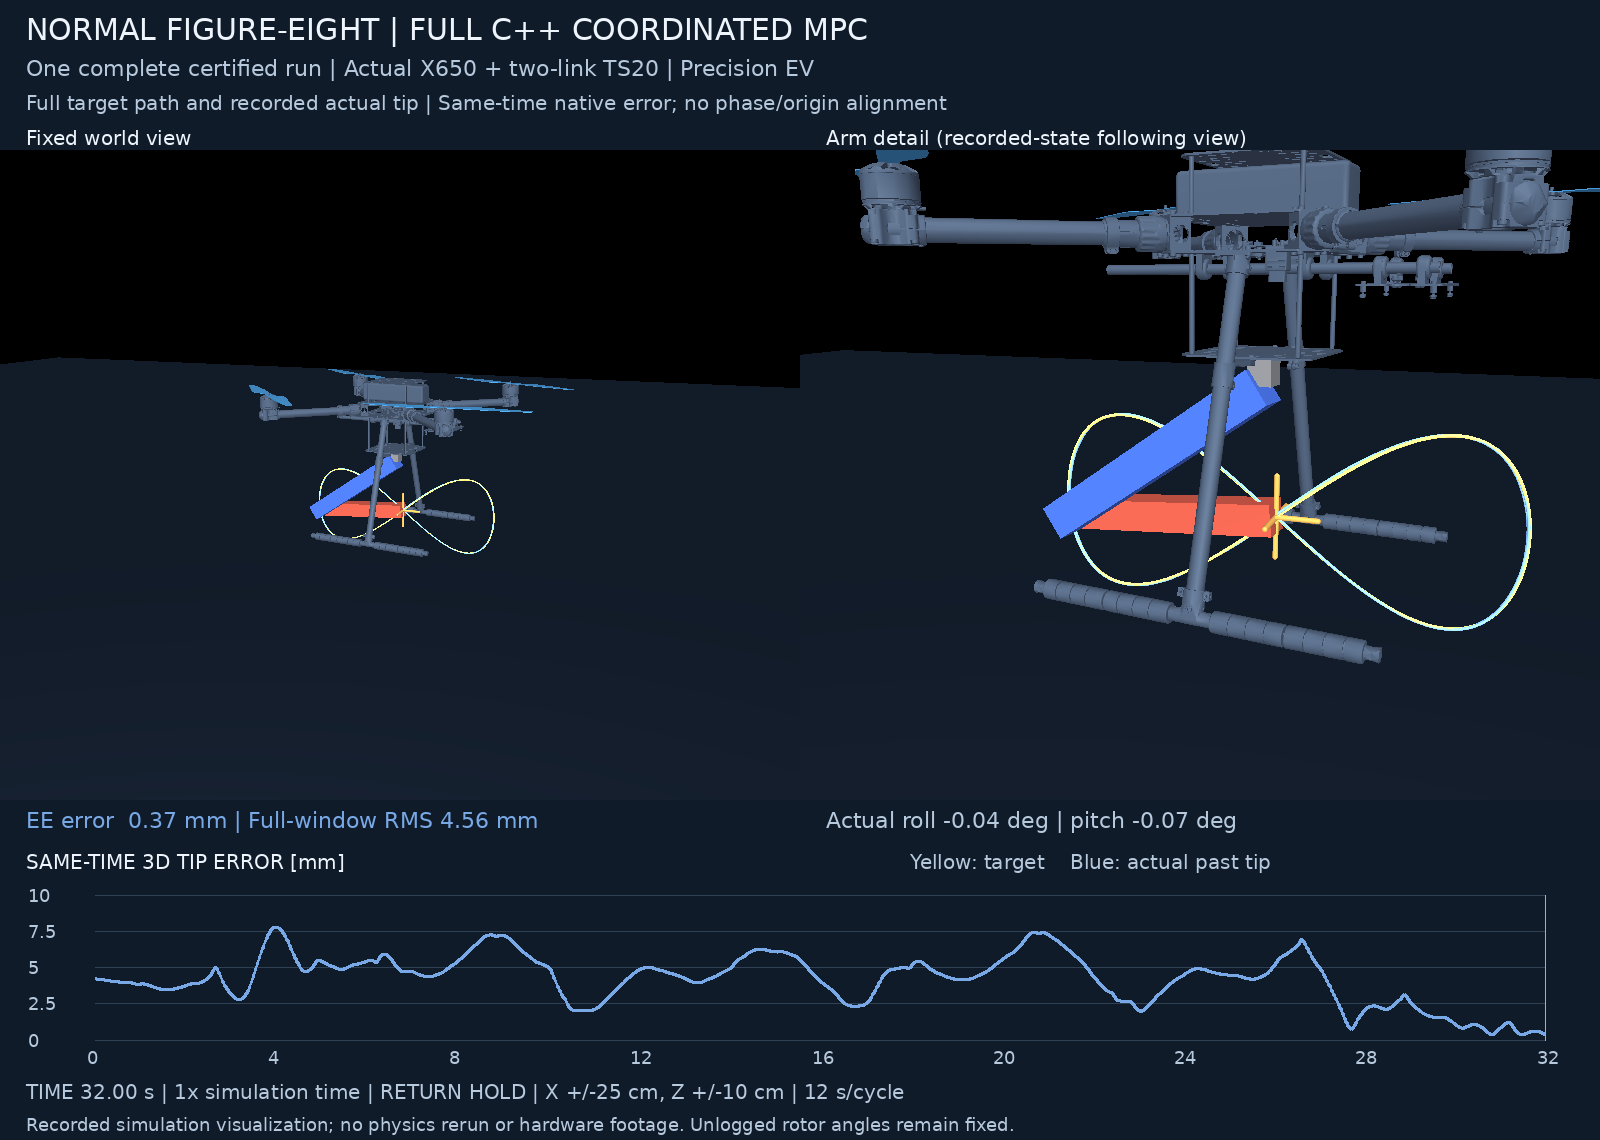 NORMAL FIGURE-EIGHT | FULL C++ COORDINATED MPC
One complete certified run | Actual X650 + two-link TS20 | Precision EV
Full target path and recorded actual tip | Same-time native error; no phase/origin alignment
Fixed world view
Arm detail (recorded-state following view)
EE error 0.37 mm | Full-window RMS 4.56 mm
Actual roll -0.04 deg | pitch -0.07 deg
SAME-TIME 3D TIP ERROR [mm]
Yellow: target Blue: actual past tip
10
7.5
5
2.5
0
0 4 8 12 16 20 24 28 32
TIME 32.00 s | 1x simulation time | RETURN HOLD | X +/-25 cm, Z +/-10 cm | 12 s/cycle
Recorded simulation visualization; no physics rerun or hardware footage. Unlogged rotor angles remain fixed.